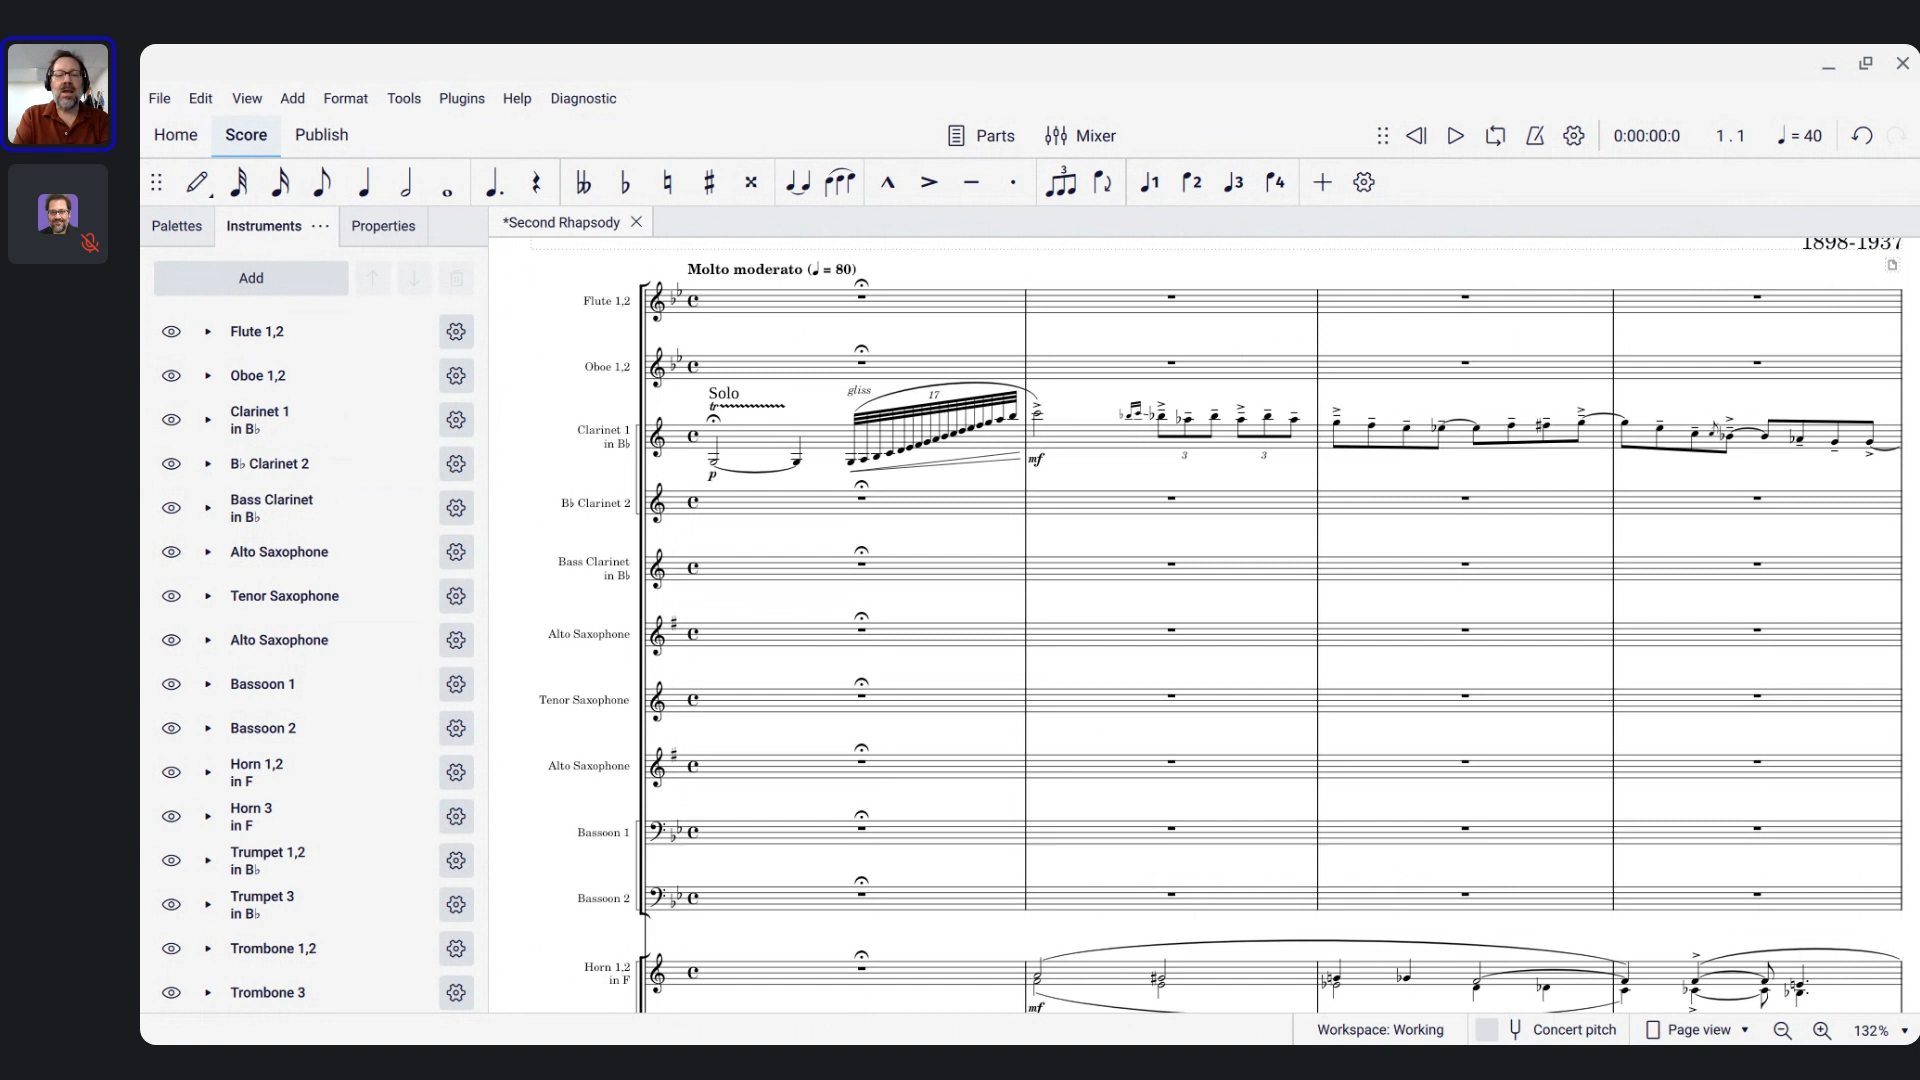 File Edit View Add Format Tools Plugins Help Diagnostic
Home Score Publish Parts Mixer 0:00:00:0 1 . 1 ♩ = 40
3 1 2 3 4
Palettes Instruments ··· Properties *Second Rhapsody
Add
Flute 1,2
Oboe 1,2
Clarinet 1
in B♭
B♭ Clarinet 2
Bass Clarinet
in B♭
Alto Saxophone
Tenor Saxophone
Alto Saxophone
Bassoon 1
Bassoon 2
Horn 1,2
in F
Horn 3
in F
Trumpet 1,2
in B♭
Trumpet 3
in B♭
Trombone 1,2
Trombone 3
1898-1937
Molto moderato (♩ = 80)
Flute 1,2
Oboe 1,2
Solo
tr
gliss
17
Clarinet 1
in B♭
p
mf
3 3
B♭ Clarinet 2
Bass Clarinet
in B♭
Alto Saxophone
Tenor Saxophone
Alto Saxophone
Bassoon 1
Bassoon 2
Horn 1,2
in F
mf
Workspace: Working Concert pitch Page view 132%